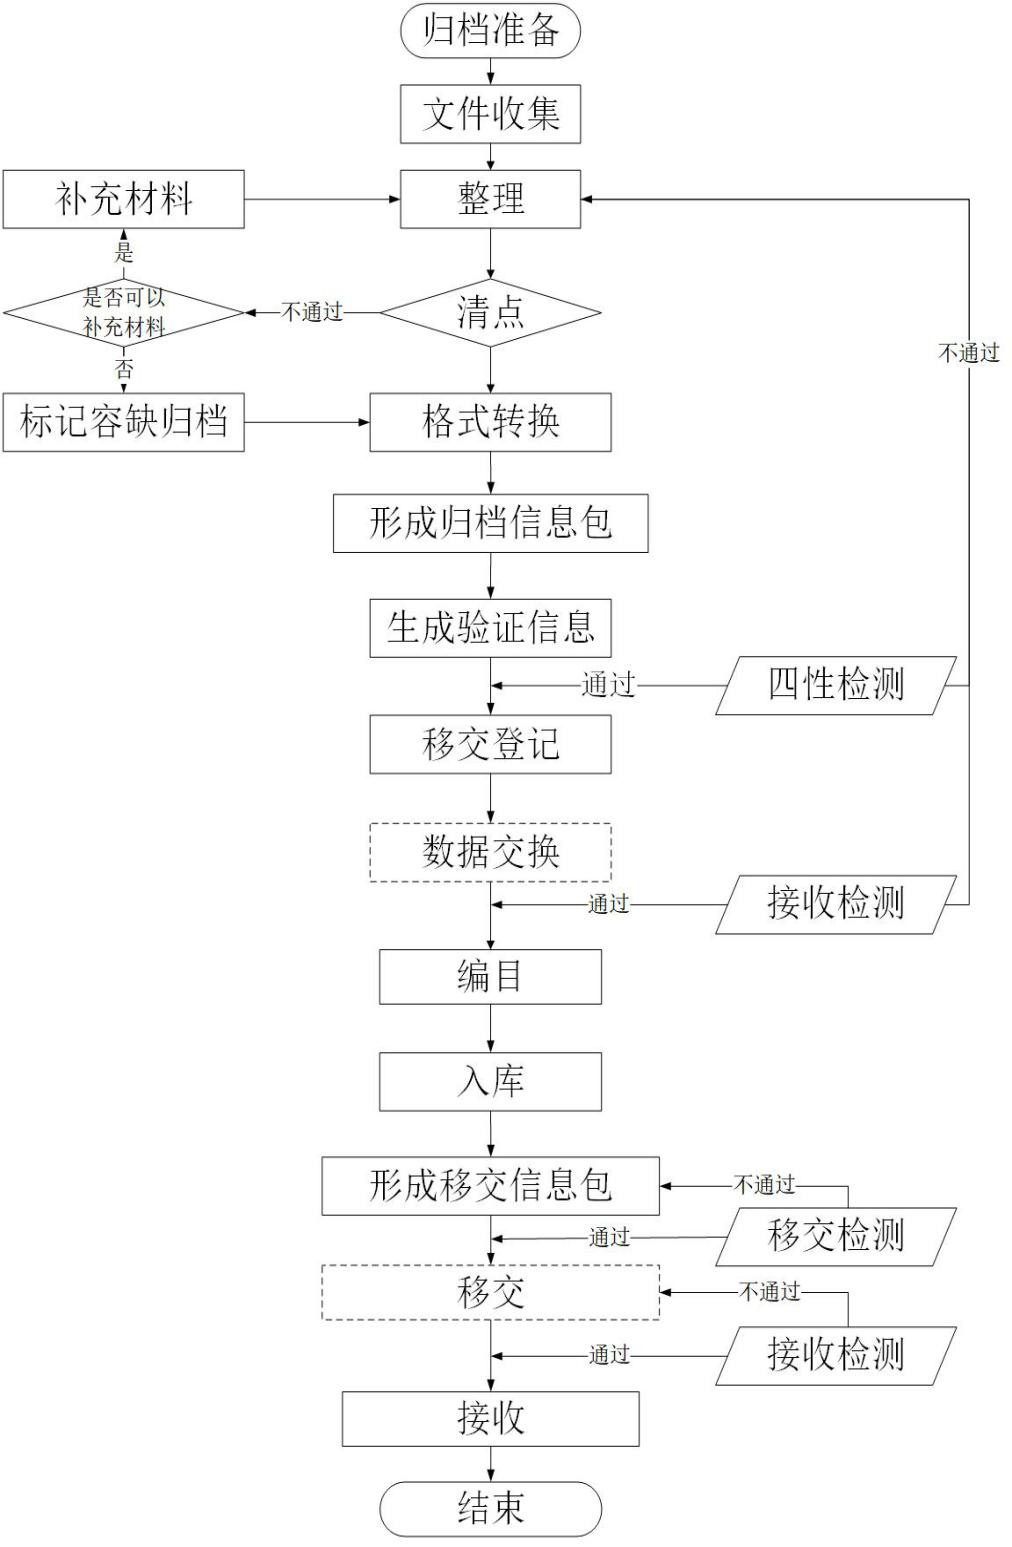 归档准备
文件收集
补充材料
整理
是
是否可以
补充材料
不通过
清点
不通过
否
标记容缺归档
格式转换
形成归档信息包
生成验证信息
通过
四性检测
移交登记
数据交换
通过
接收检测
编目
入库
形成移交信息包
不通过
通过
移交检测
移交
不通过
通过
接收检测
接收
结束